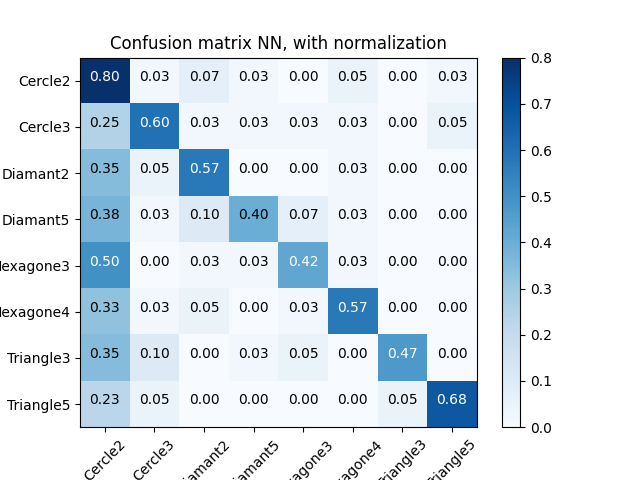 Confusion matrix NN, with normalization
Cercle2 0.80 0.03 0.07 0.03 0.00 0.05 0.00 0.03
Cercle3 0.25 0.60 0.03 0.03 0.03 0.03 0.00 0.05
Diamant2 0.35 0.05 0.57 0.00 0.00 0.03 0.00 0.00
Diamant5 0.38 0.03 0.10 0.40 0.07 0.03 0.00 0.00
exagone3 0.50 0.00 0.03 0.03 0.42 0.03 0.00 0.00
exagone4 0.33 0.03 0.05 0.00 0.03 0.57 0.00 0.00
Triangle3 0.35 0.10 0.00 0.03 0.05 0.00 0.47 0.00
Triangle5 0.23 0.05 0.00 0.00 0.00 0.00 0.05 0.68
Cercle2 Cercle3 amant2 amant5 agone3 agone4 riangle3 riangle5
0.8
0.7
0.6
0.5
0.4
0.3
0.2
0.1
0.0